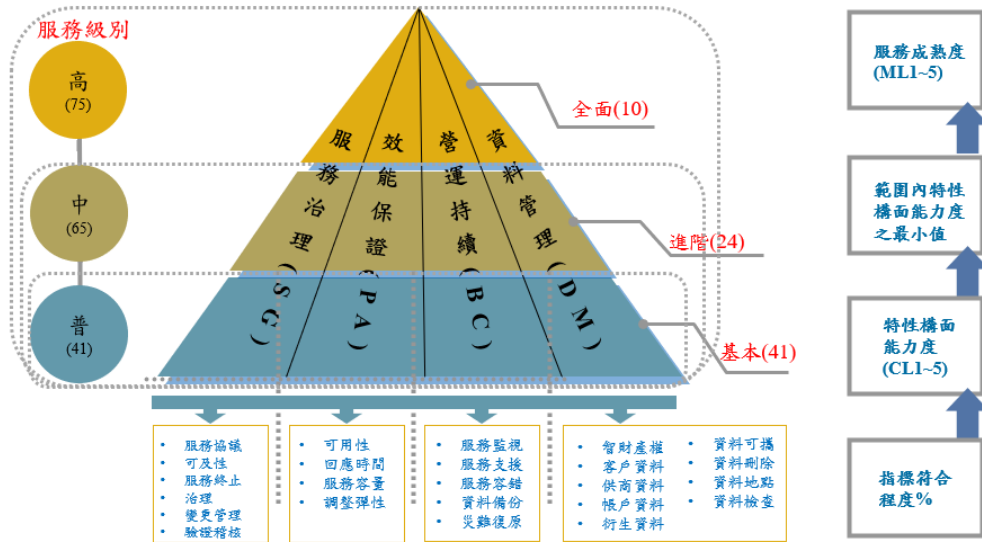 服務級別
高
(75)
中
(65)
普
(41)
服務治理(SG)
效能保證(PA)
營運持續(BC)
資料管理(DM)
全面(10)
進階(24)
基本(41)
• 服務協議
• 可及性
• 服務終止
• 治理
• 變更管理
• 驗證稽核
• 可用性
• 回應時間
• 服務容量
• 調整彈性
• 服務監視
• 服務支援
• 服務容錯
• 資料備份
• 災難復原
• 智財產權
• 客戶資料
• 供商資料
• 帳戶資料
• 衍生資料
• 資料可攜
• 資料刪除
• 資料地點
• 資料檢查
服務成熟度
(ML1~5)
範圍內特性
構面能力度
之最小值
特性構面
能力度
(CL1~5)
指標符合
程度%